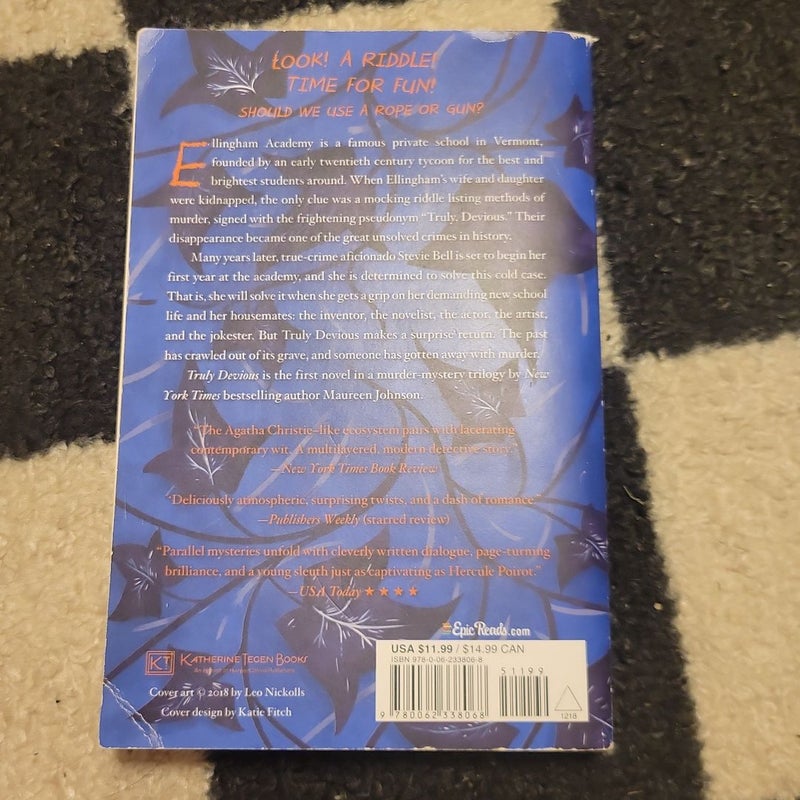 LOOK! A RIDDLE!
TIME FOR FUN!
SHOULD WE USE A ROPE OR GUN?
Ellingham Academy is a famous private school in Vermont,
founded by an early twentieth century tycoon for the best and
brightest students around. When Ellingham's wife and daughter
were kidnapped, the only clue was a mocking riddle listing methods of
murder, signed with the frightening pseudonym "Truly, Devious." Their
disappearance became one of the great unsolved crimes in history.
Many years later, true-crime aficionado Stevie Bell is set to begin her
first year at the academy, and she is determined to solve this cold case.
That is, she will solve it when she gets a grip on her demanding new school
life and her housemates: the inventor, the novelist, the actor, the artist,
and the jokester. But Truly Devious makes a surprise return. The past
has crawled out of its grave, and someone has gotten away with murder.
Truly Devious is the first novel in a murder-mystery trilogy by New
York Times bestselling author Maureen Johnson.
"The Agatha Christie–like ecosystem pairs with lacerating
contemporary wit. A multilayered, modern detective story."
—New York Times Book Review
"Deliciously atmospheric, surprising twists, and a dash of romance."
—Publishers Weekly (starred review)
"Parallel mysteries unfold with cleverly written dialogue, page-turning
brilliance, and a young sleuth just as captivating as Hercule Poirot."
—USA Today ★★★★
EpicReads.com
KT KATHERINE TEGEN BOOKS
An Imprint of HarperCollinsPublishers
Cover art © 2018 by Leo Nickolls
Cover design by Katie Fitch
USA $11.99 / $14.99 CAN
ISBN 978-0-06-233806-8
51199
9 780062 338068
1218